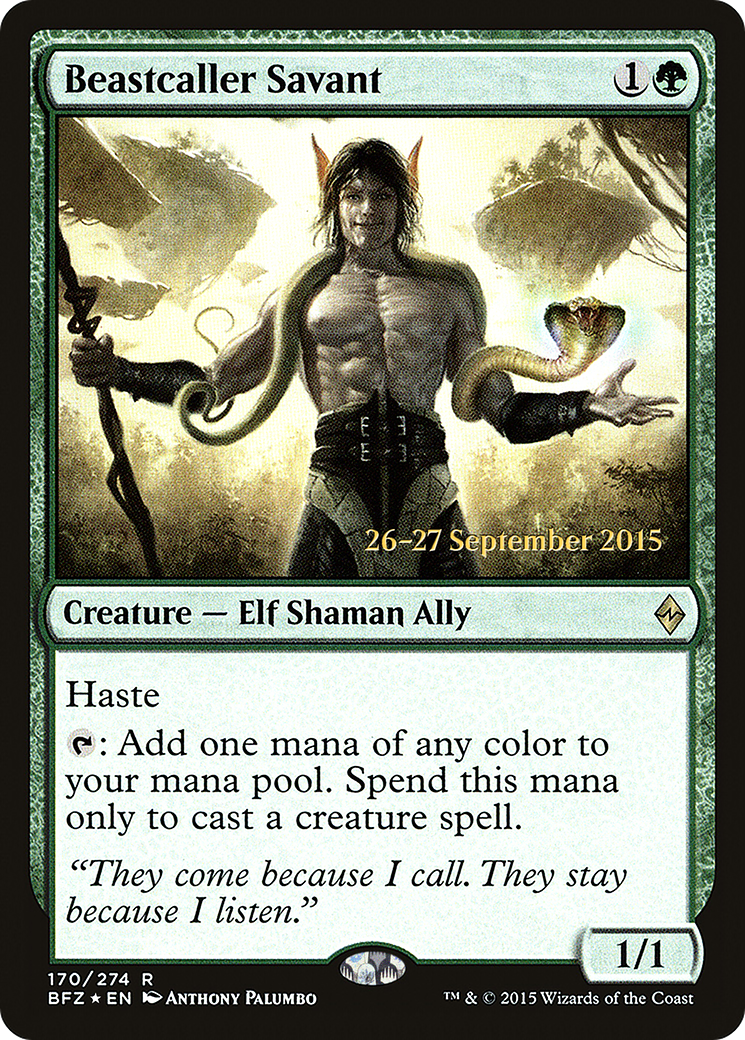 Beastcaller Savant 1
26–27 September 2015
Creature — Elf Shaman Ally
Haste
: Add one mana of any color to
your mana pool. Spend this mana
only to cast a creature spell.
“They come because I call. They stay
because I listen.”
1/1
170/274 R
BFZ ★ EN Anthony Palumbo
™ & © 2015 Wizards of the Coast